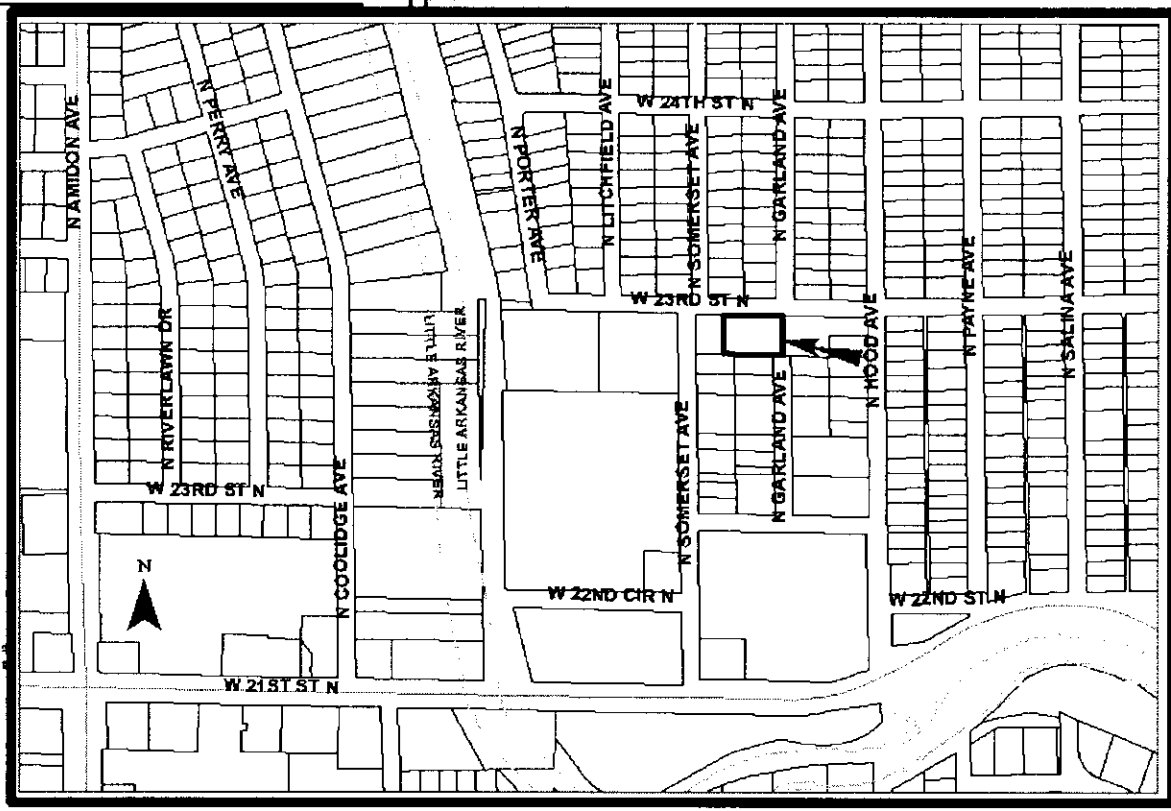 W 24TH ST N
N AMIDON AVE
N PERRY AVE
N PORTER AVE
N LITCHFIELD AVE
N SOMERSET AVE
N GARLAND AVE
W 23RD ST N
N HOOD AVE
N PAYNE AVE
N SALINA AVE
N RIVERLAWN DR
LITTLE ARKANSAS RIVER
LITTLE ARKANSAS RIVER
N GARLAND AVE
N SOMERSET AVE
N COOLIDGE AVE
W 23RD ST N
N
W 22ND CIR N
W 22ND ST N
W 21ST ST N